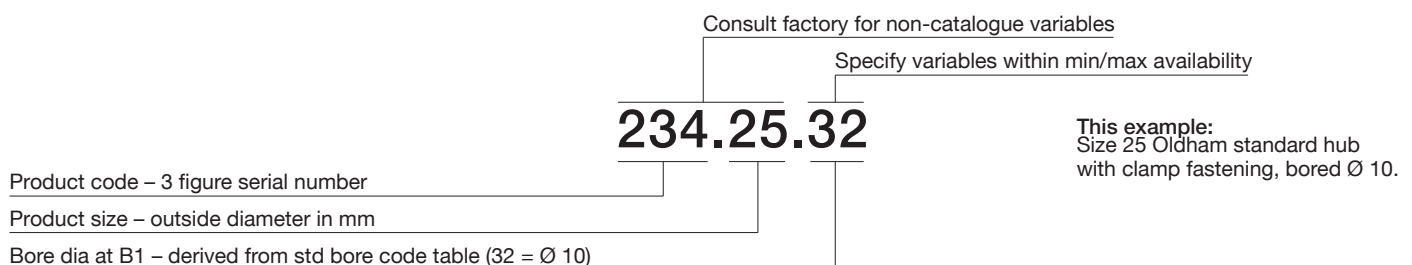 Consult factory for non-catalogue variables
Specify variables within min/max availability
234.25.32
This example:
Size 25 Oldham standard hub
with clamp fastening, bored Ø 10.
Product code – 3 figure serial number
Product size – outside diameter in mm
Bore dia at B1 – derived from std bore code table (32 = Ø 10)